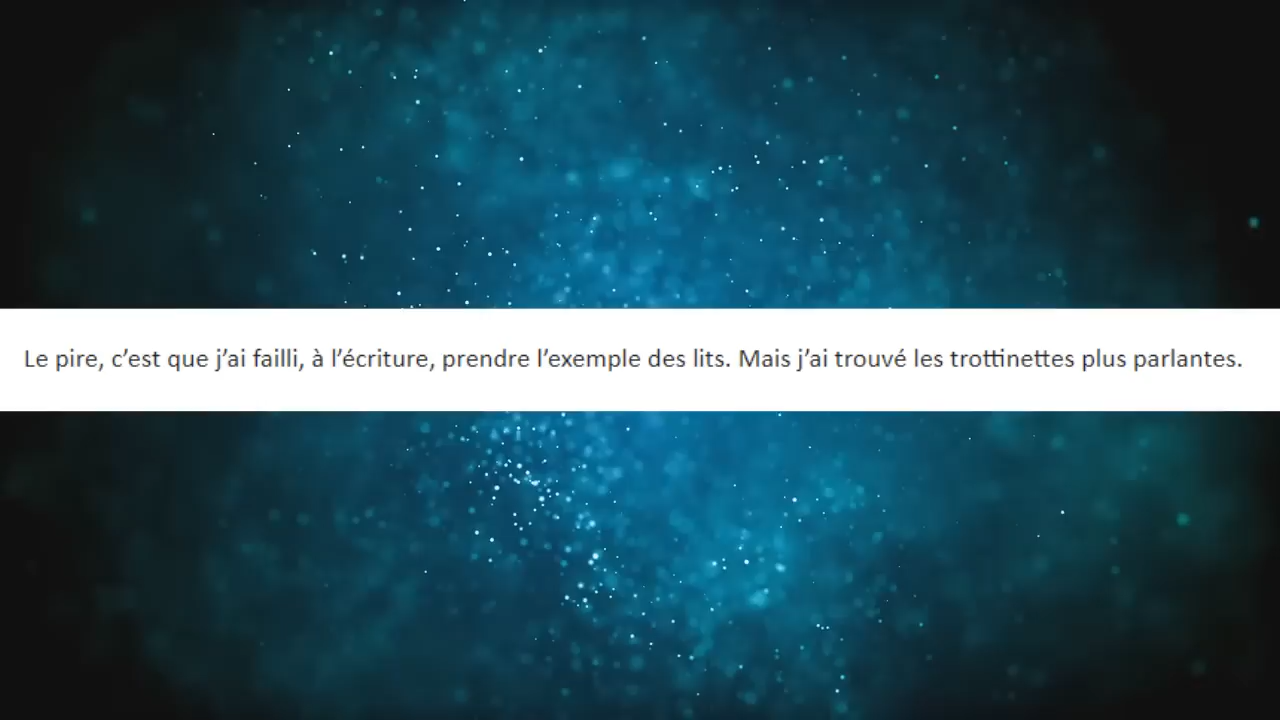 Le pire, c’est que j’ai failli, à l’écriture, prendre l’exemple des lits. Mais j’ai trouvé les trottinettes plus parlantes.